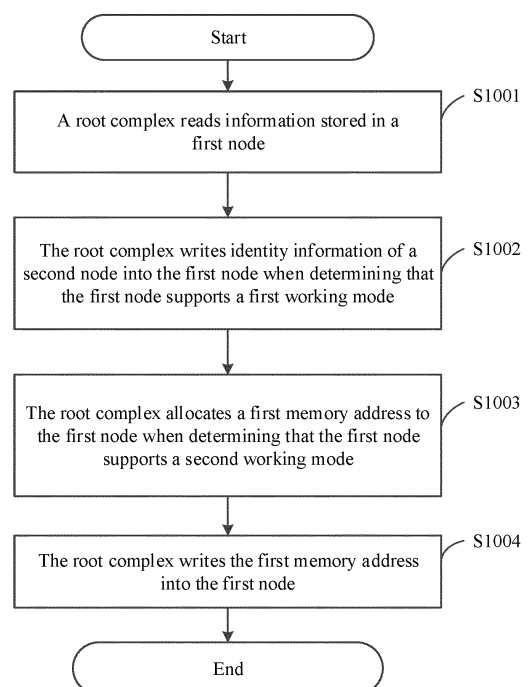 Start
S1001
A root complex reads information stored in a
first node
S1002
The root complex writes identity information of a
second node into the first node when determining that
the first node supports a first working mode
S1003
The root complex allocates a first memory address to
the first node when determining that the first node
supports a second working mode
S1004
The root complex writes the first memory address
into the first node
End